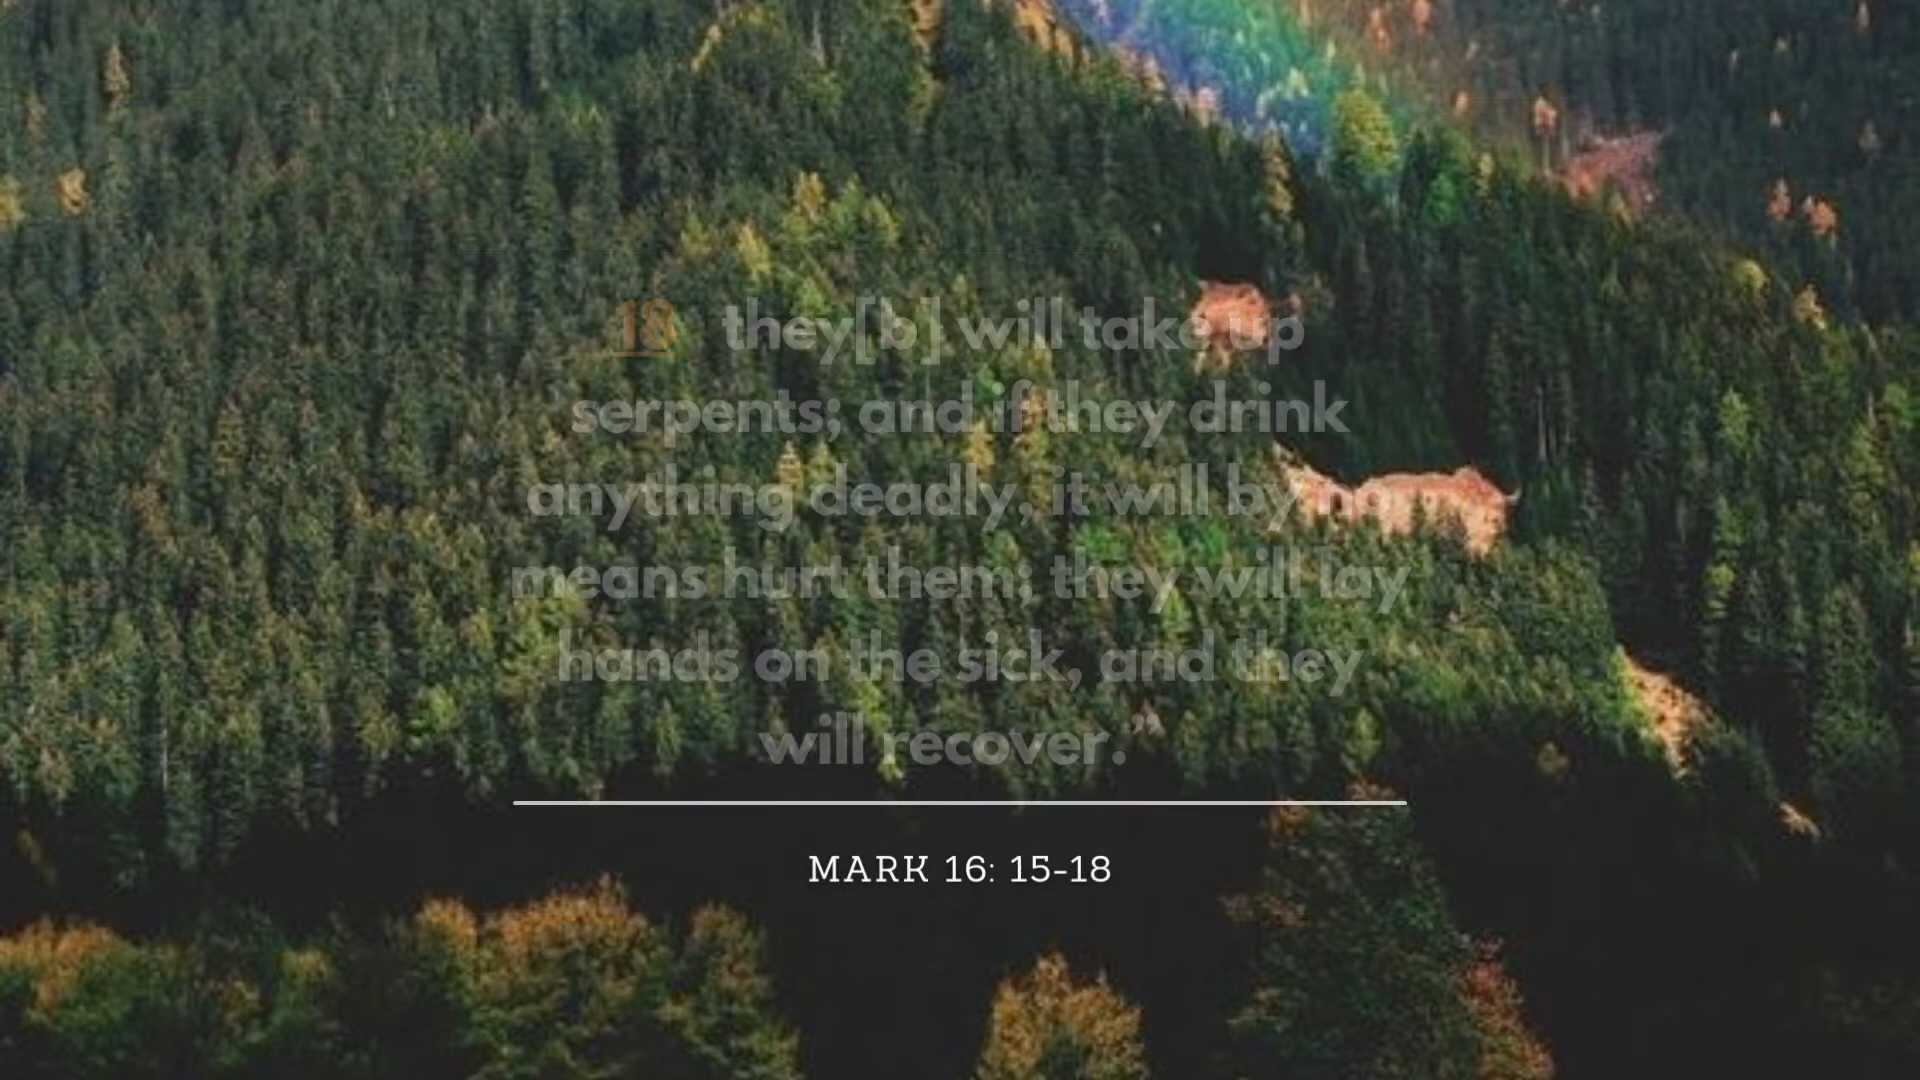 18 they[b] will take up
serpents; and if they drink
anything deadly, it will by no
means hurt them; they will lay
hands on the sick, and they
will recover.”
MARK 16: 15-18